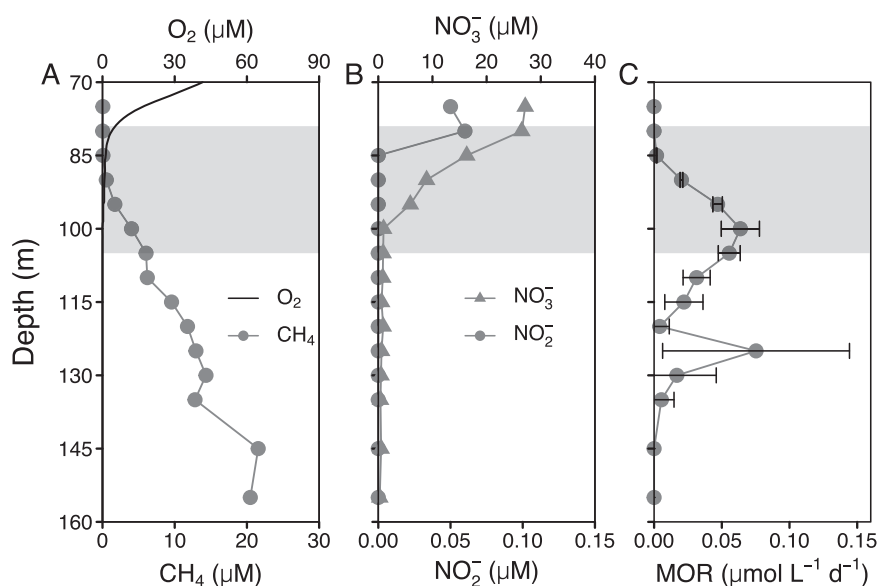 O₂ (µM)
0 30 60 90
NO₃⁻ (µM)
0 10 20 30 40
A
B
C
Depth (m)
70
85
100
115
130
145
160
O₂
CH₄
NO₃⁻
NO₂⁻
0 10 20 30
CH₄ (µM)
0.00 0.05 0.10 0.15
NO₂⁻ (µM)
0.00 0.05 0.10 0.15
MOR (µmol L⁻¹ d⁻¹)